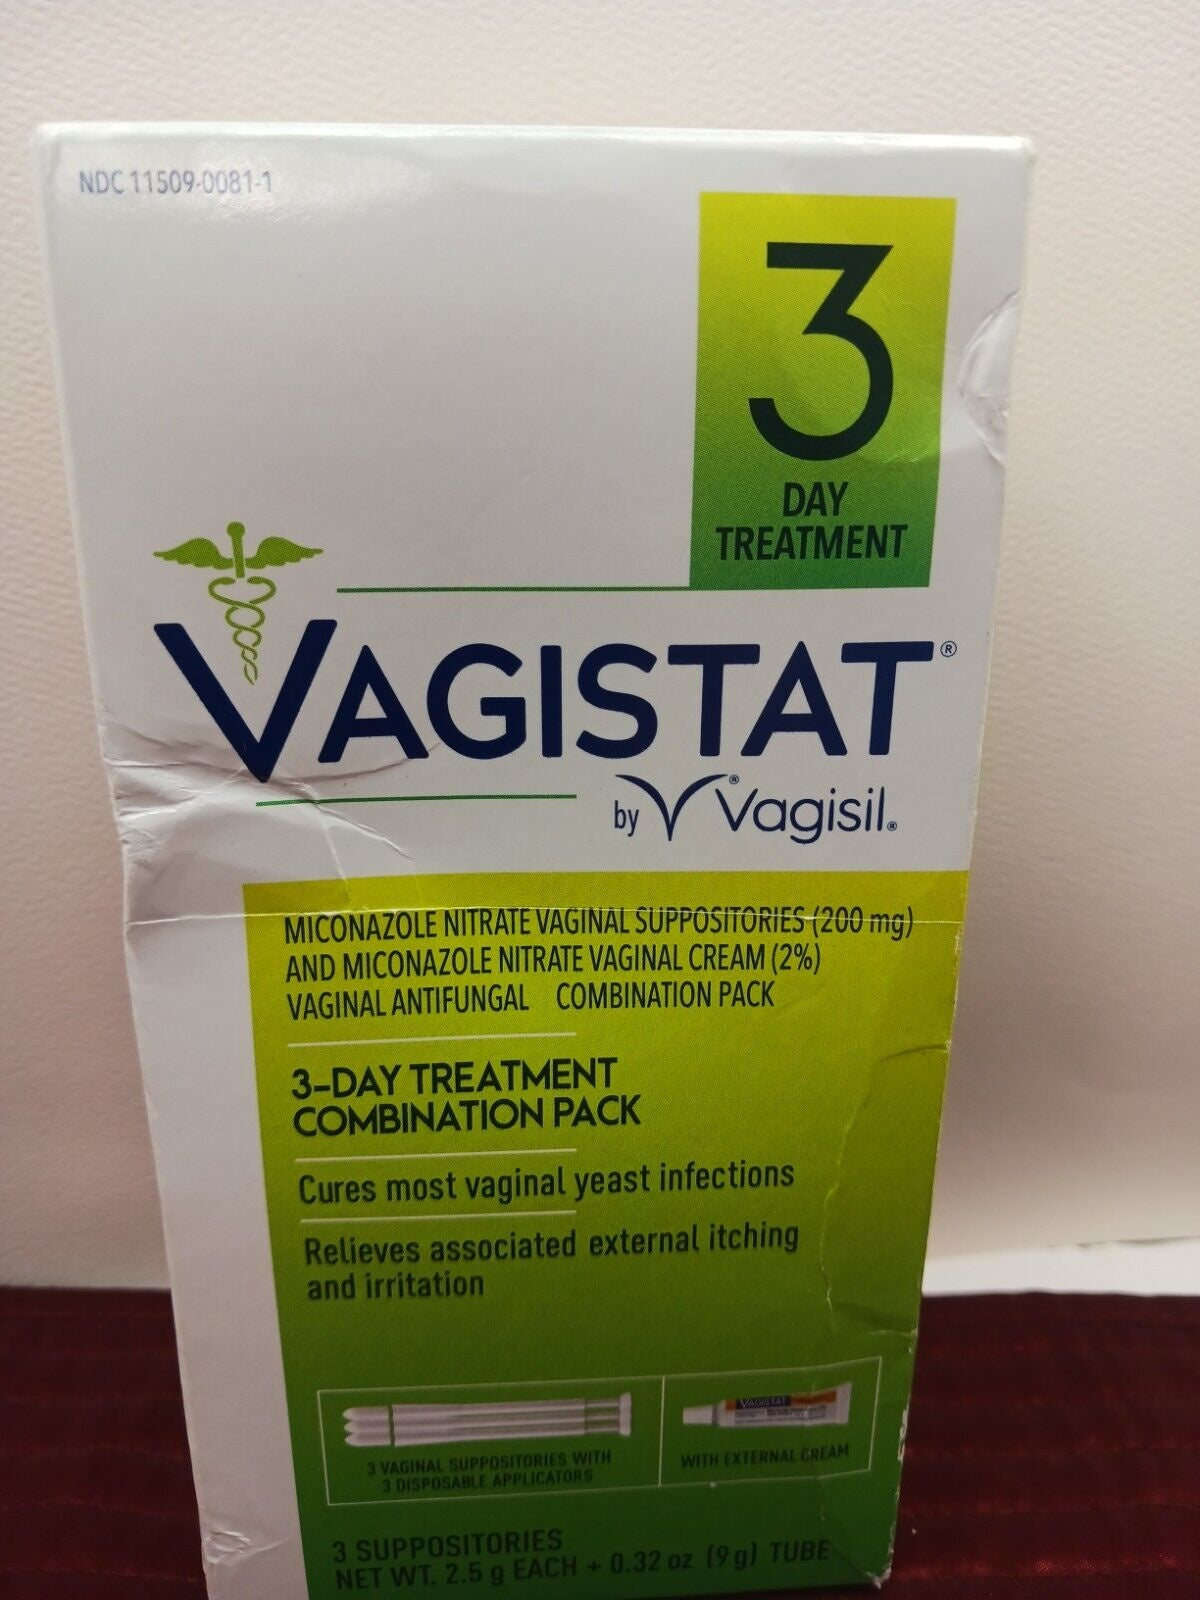 NDC 11509-0081-1
3
DAY
TREATMENT
VAGISTAT®
by Vagisil®
MICONAZOLE NITRATE VAGINAL SUPPOSITORIES (200 mg)
AND MICONAZOLE NITRATE VAGINAL CREAM (2%)
VAGINAL ANTIFUNGAL COMBINATION PACK
3-DAY TREATMENT
COMBINATION PACK
Cures most vaginal yeast infections
Relieves associated external itching
and irritation
VAGISTAT
3 VAGINAL SUPPOSITORIES WITH
3 DISPOSABLE APPLICATORS
WITH EXTERNAL CREAM
3 SUPPOSITORIES
NET WT. 2.5 g EACH + 0.32 oz (9 g) TUBE